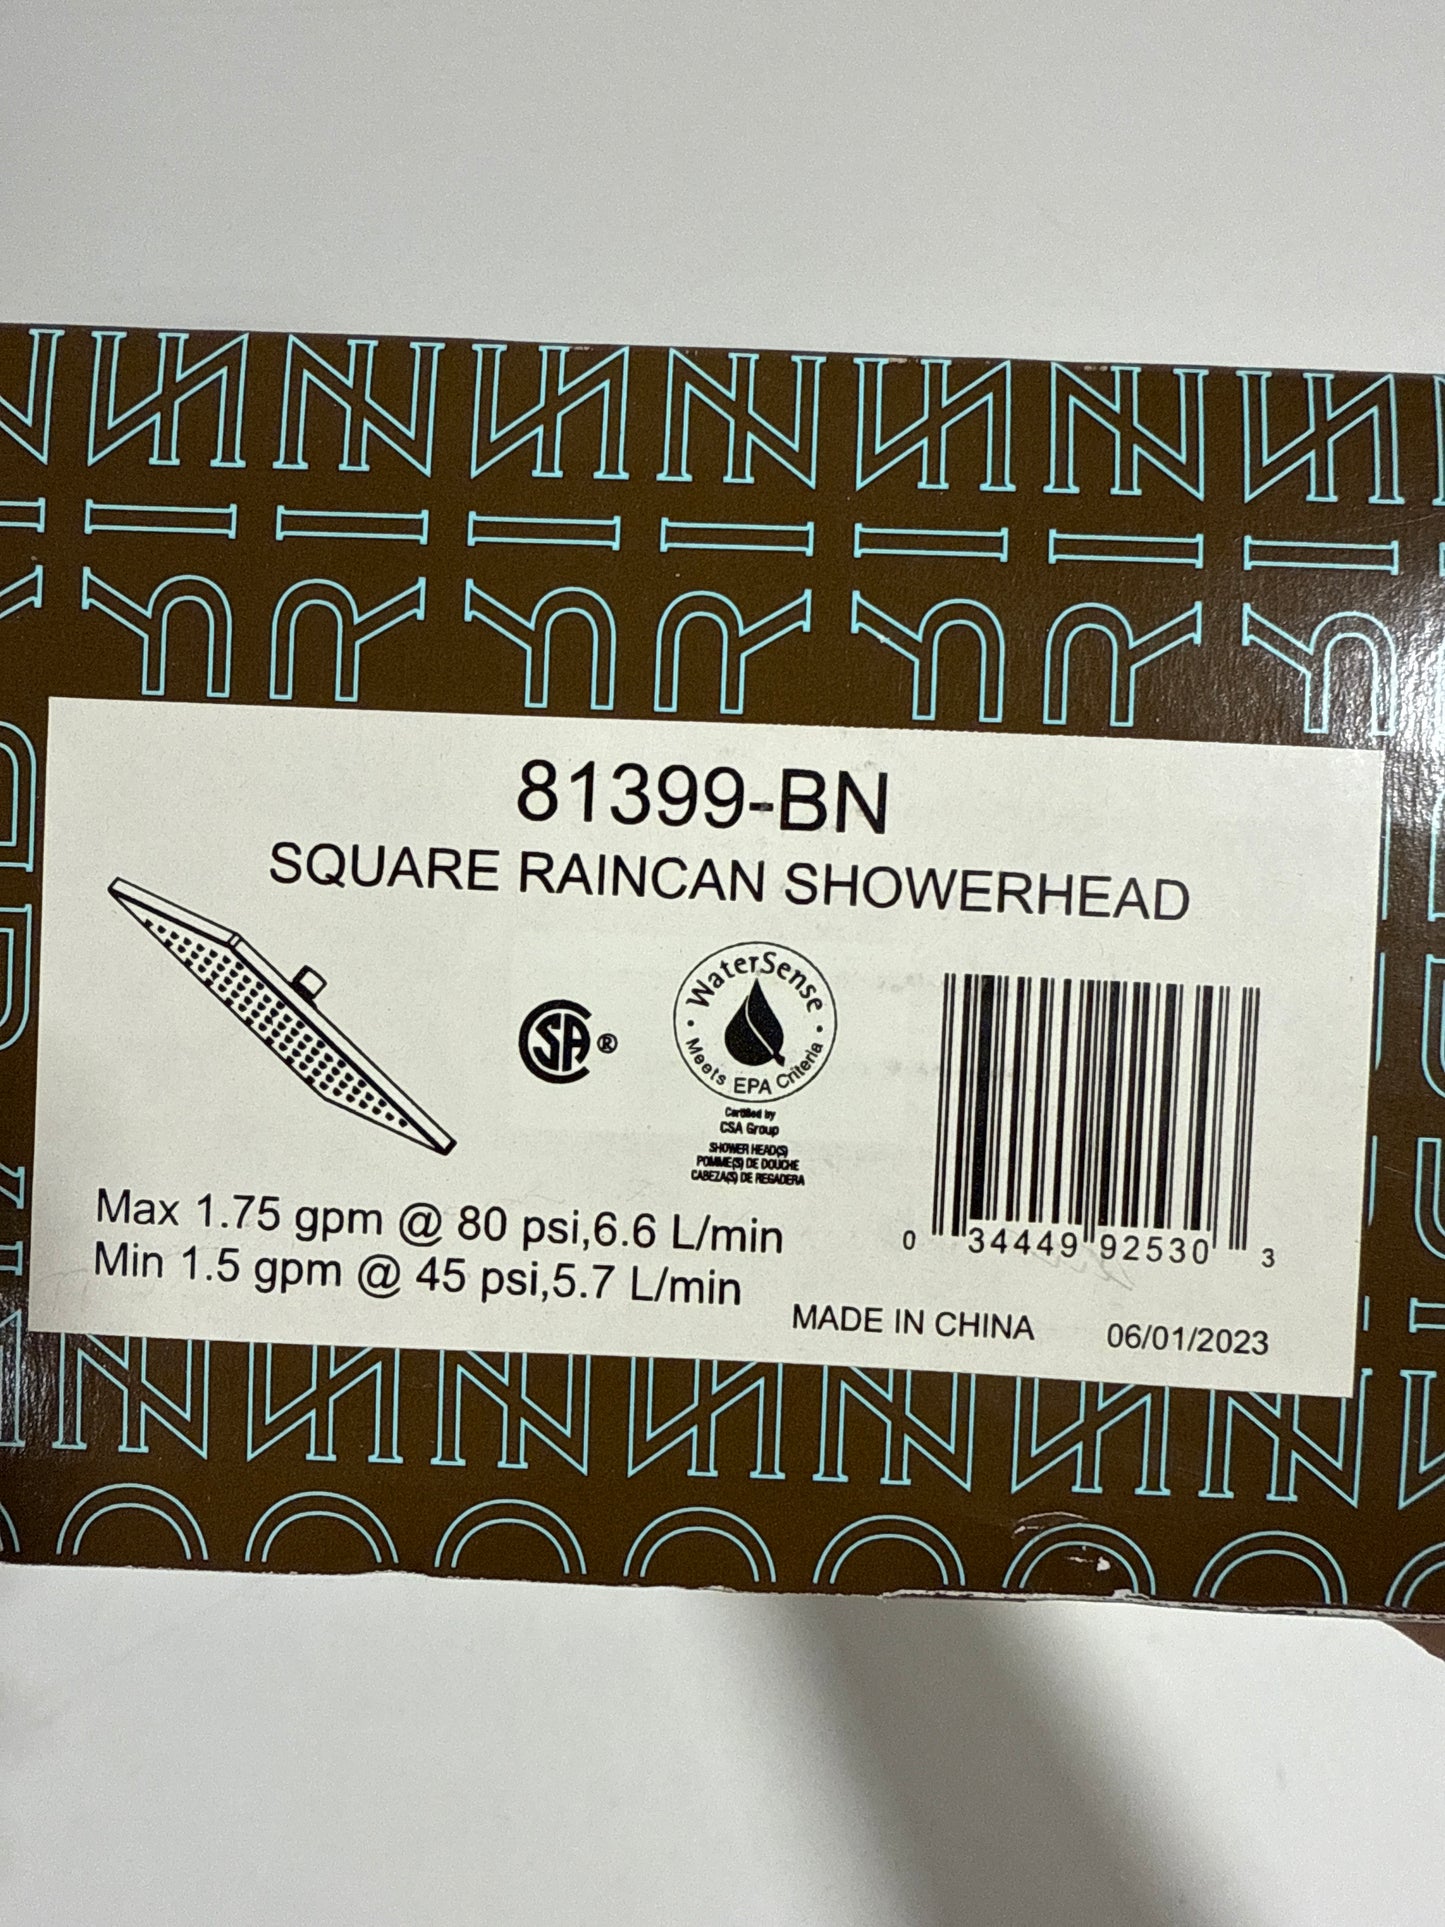 81399-BN
SQUARE RAINCAN SHOWERHEAD
CSA®
WaterSense
Meets EPA Criteria
Certified by
CSA Group
SHOWER HEAD(S)
POMME(S) DE DOUCHE
CABEZA(S) DE REGADERA
Max 1.75 gpm @ 80 psi,6.6 L/min
Min 1.5 gpm @ 45 psi,5.7 L/min
0 34449 92530 3
MADE IN CHINA 06/01/2023